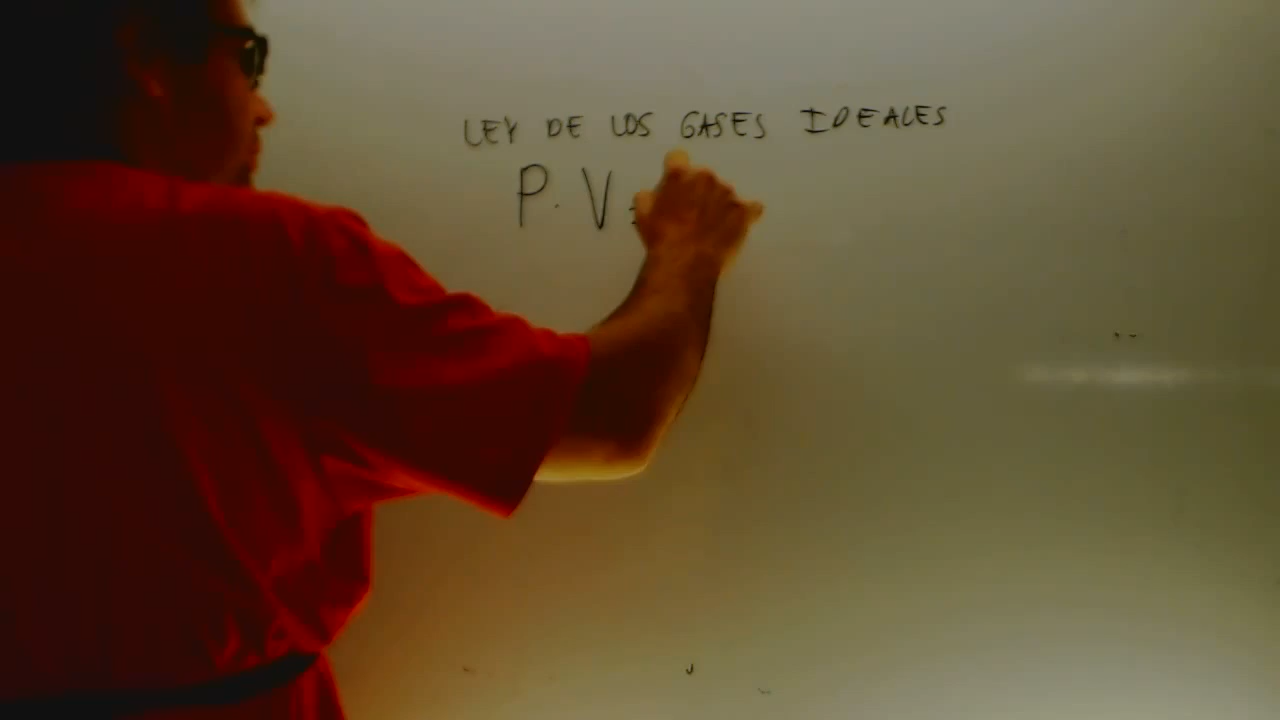 LEY DE LOS GASES IDEALES
P. V =